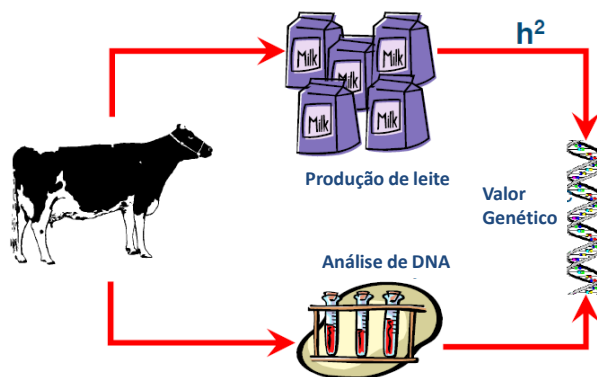 h²
Milk
Milk
Milk
Milk
Milk
Produção de leite
Valor
Genético
Análise de DNA